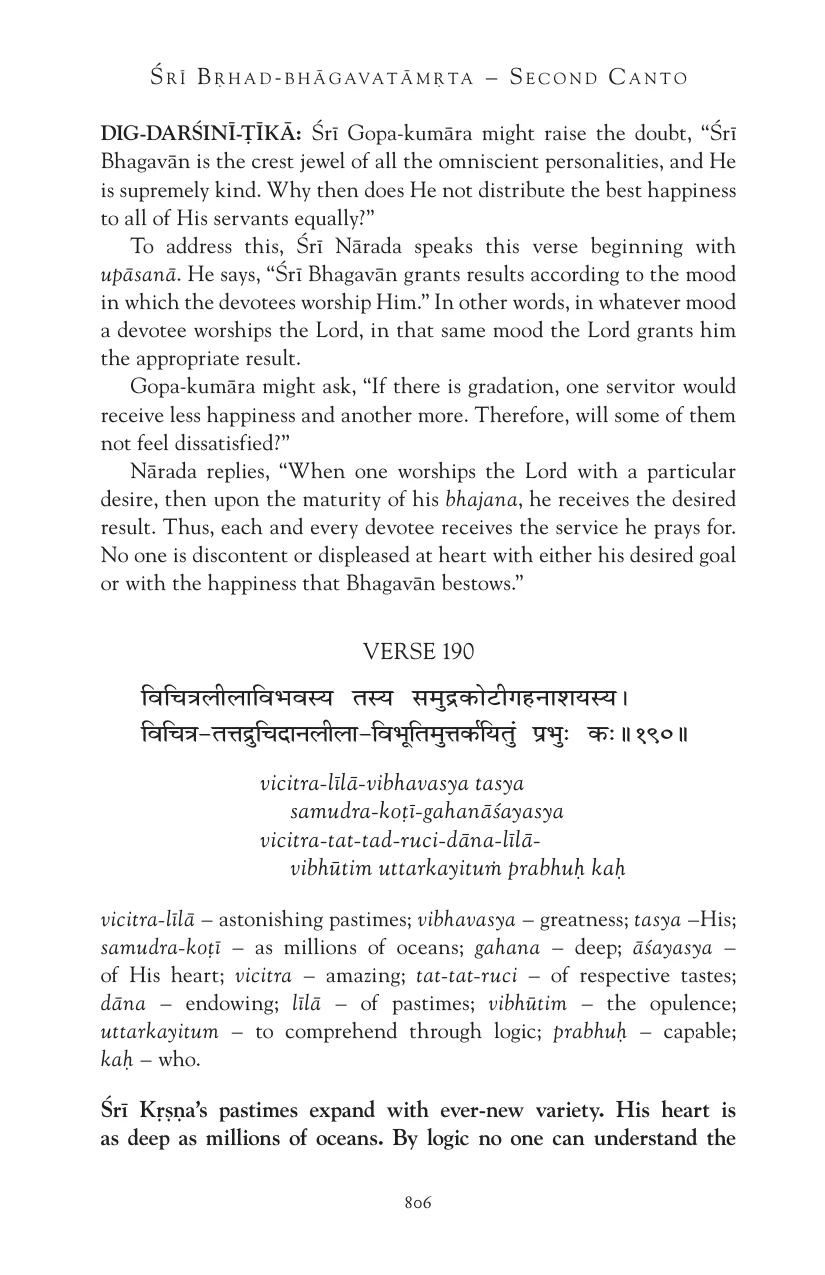 Śrī Bṛhad-bhāgavatāmṛta – Second Canto
DIG-DARŚINĪ-ṬĪKĀ: Śrī Gopa-kumāra might raise the doubt, “Śrī
Bhagavān is the crest jewel of all the omniscient personalities, and He
is supremely kind. Why then does He not distribute the best happiness
to all of His servants equally?”
To address this, Śrī Nārada speaks this verse beginning with
upāsanā. He says, “Śrī Bhagavān grants results according to the mood
in which the devotees worship Him.” In other words, in whatever mood
a devotee worships the Lord, in that same mood the Lord grants him
the appropriate result.
Gopa-kumāra might ask, “If there is gradation, one servitor would
receive less happiness and another more. Therefore, will some of them
not feel dissatisfied?”
Nārada replies, “When one worships the Lord with a particular
desire, then upon the maturity of his bhajana, he receives the desired
result. Thus, each and every devotee receives the service he prays for.
No one is discontent or displeased at heart with either his desired goal
or with the happiness that Bhagavān bestows.”
VERSE 190
विचित्रलीलाविभवस्य तस्य समुद्रकोटीगहनाशयस्य।
विचित्र-तत्तद्रुचिदानलीला-विभूतिमुत्तर्कयितुं प्रभुः कः॥१९०॥
vicitra-līlā-vibhavasya tasya
samudra-koṭī-gahanāśayasya
vicitra-tat-tad-ruci-dāna-līlā-
vibhūtim uttarkayituṁ prabhuḥ kaḥ
vicitra-līlā – astonishing pastimes; vibhavasya – greatness; tasya –His;
samudra-koṭī – as millions of oceans; gahana – deep; āśayasya –
of His heart; vicitra – amazing; tat-tat-ruci – of respective tastes;
dāna – endowing; līlā – of pastimes; vibhūtim – the opulence;
uttarkayitum – to comprehend through logic; prabhuḥ – capable;
kaḥ – who.
Śrī Kṛṣṇa’s pastimes expand with ever-new variety. His heart is
as deep as millions of oceans. By logic no one can understand the
806